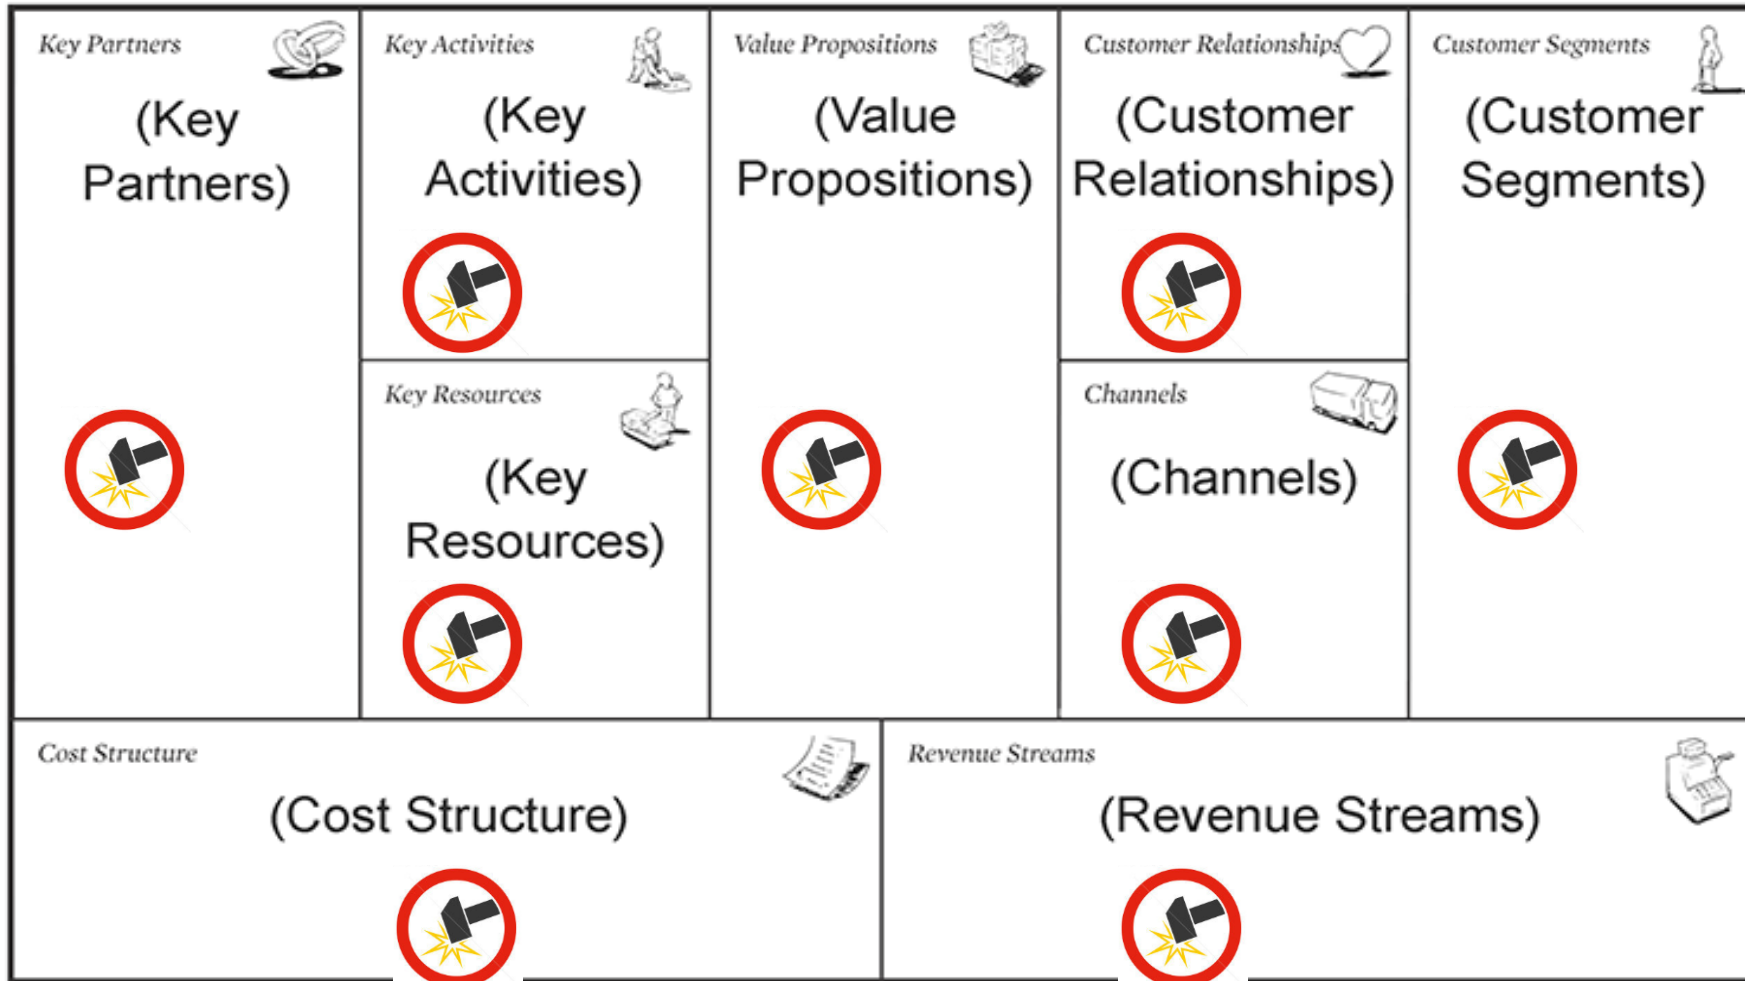 Key Partners
(Key
Partners)
Key Activities
(Key
Activities)
Key Resources
(Key
Resources)
Value Propositions
(Value
Propositions)
Customer Relationships
(Customer
Relationships)
Channels
(Channels)
Customer Segments
(Customer
Segments)
Cost Structure
(Cost Structure)
Revenue Streams
(Revenue Streams)